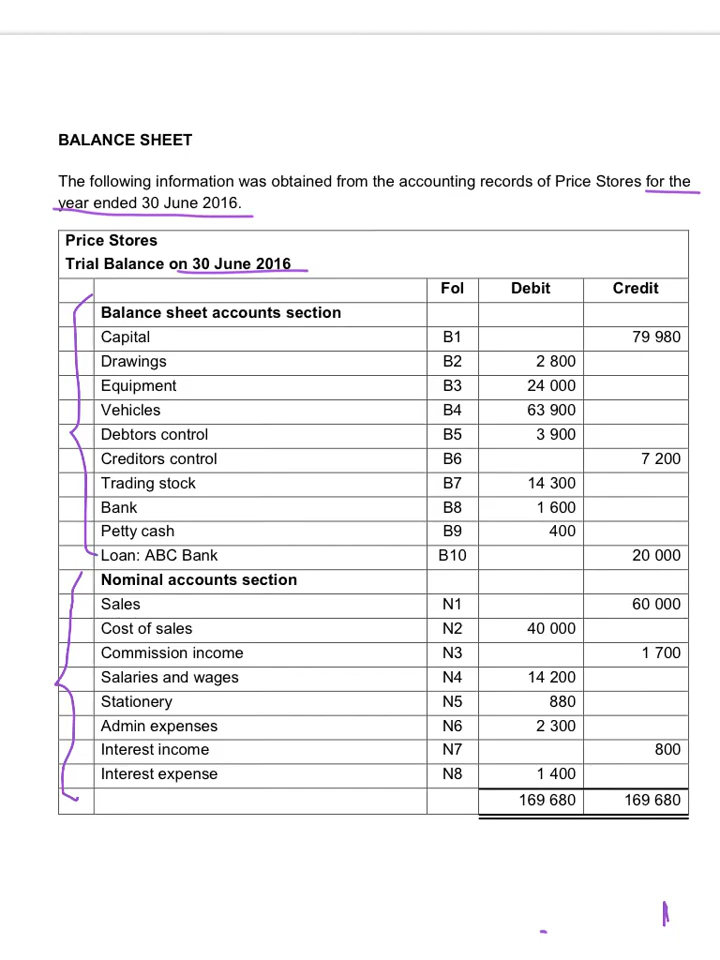 BALANCE SHEET
The following information was obtained from the accounting records of Price Stores for the
year ended 30 June 2016.
Price Stores
Trial Balance on 30 June 2016
Fol Debit Credit
Balance sheet accounts section
Capital B1 79 980
Drawings B2 2 800
Equipment B3 24 000
Vehicles B4 63 900
Debtors control B5 3 900
Creditors control B6 7 200
Trading stock B7 14 300
Bank B8 1 600
Petty cash B9 400
Loan: ABC Bank B10 20 000
Nominal accounts section
Sales N1 60 000
Cost of sales N2 40 000
Commission income N3 1 700
Salaries and wages N4 14 200
Stationery N5 880
Admin expenses N6 2 300
Interest income N7 800
Interest expense N8 1 400
169 680 169 680